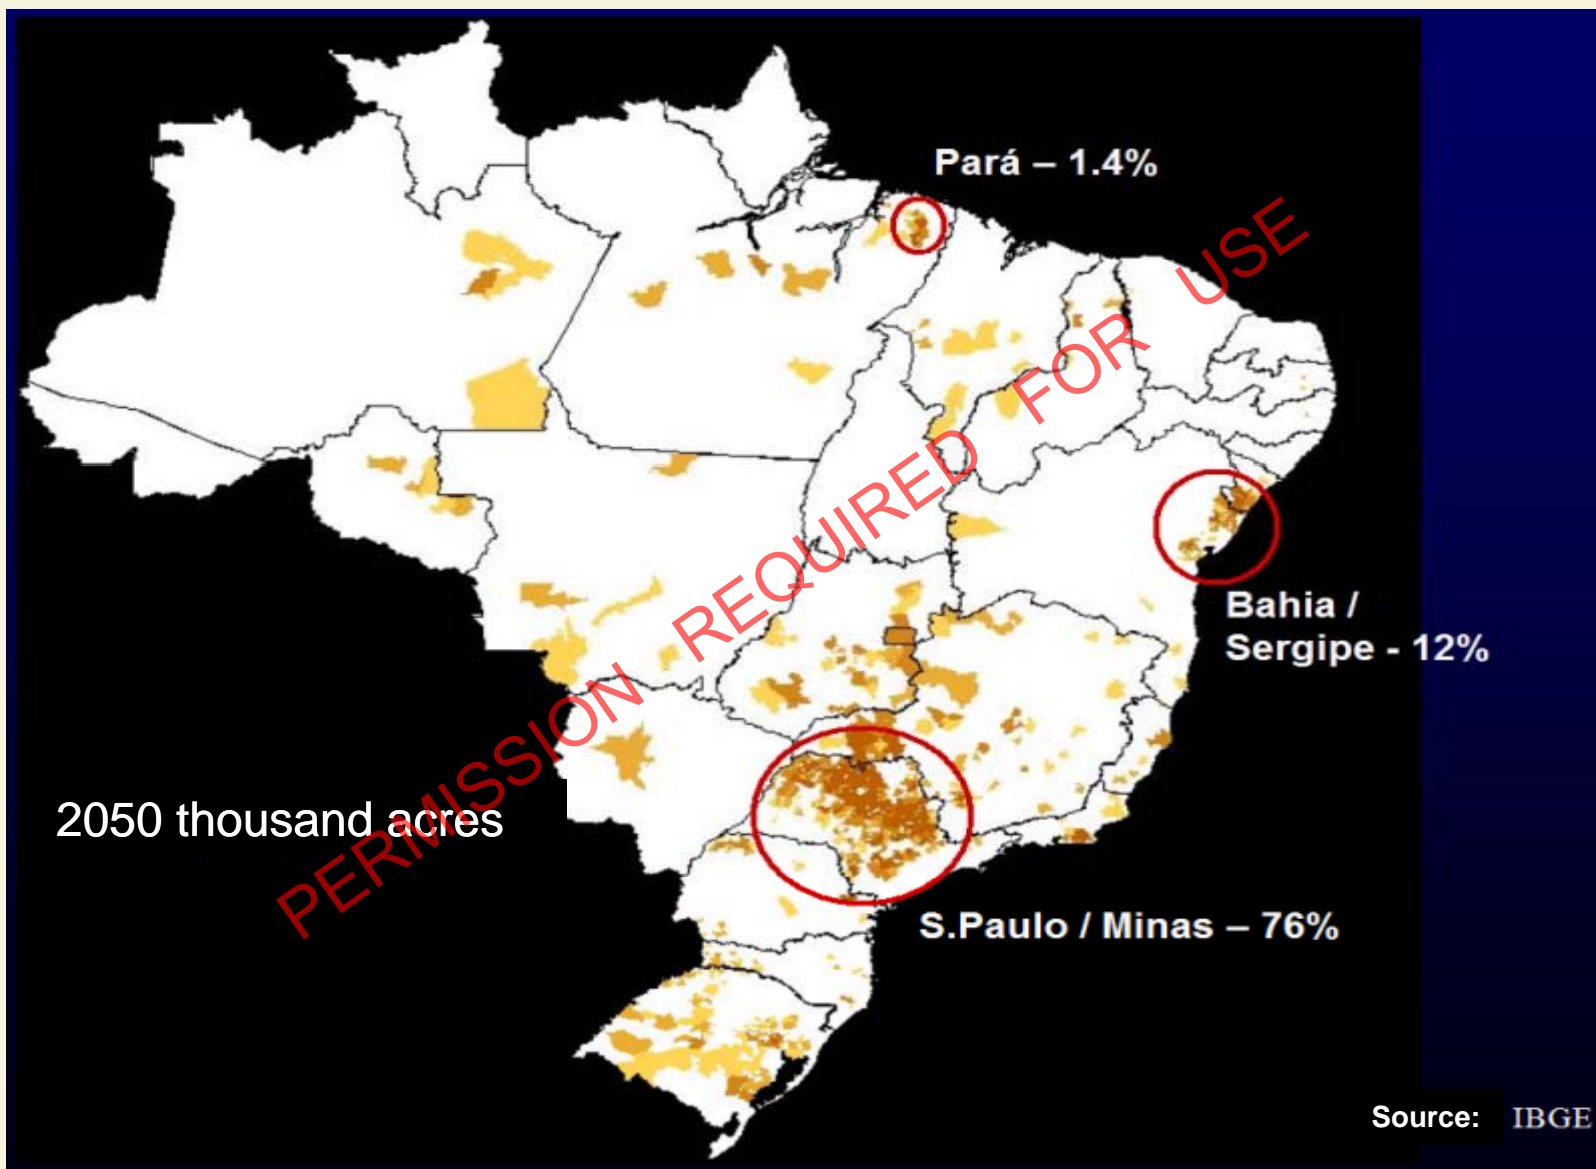 Pará – 1.4%
PERMISSION REQUIRED FOR USE
Bahia /
Sergipe - 12%
2050 thousand acres
S.Paulo / Minas – 76%
Source: IBGE